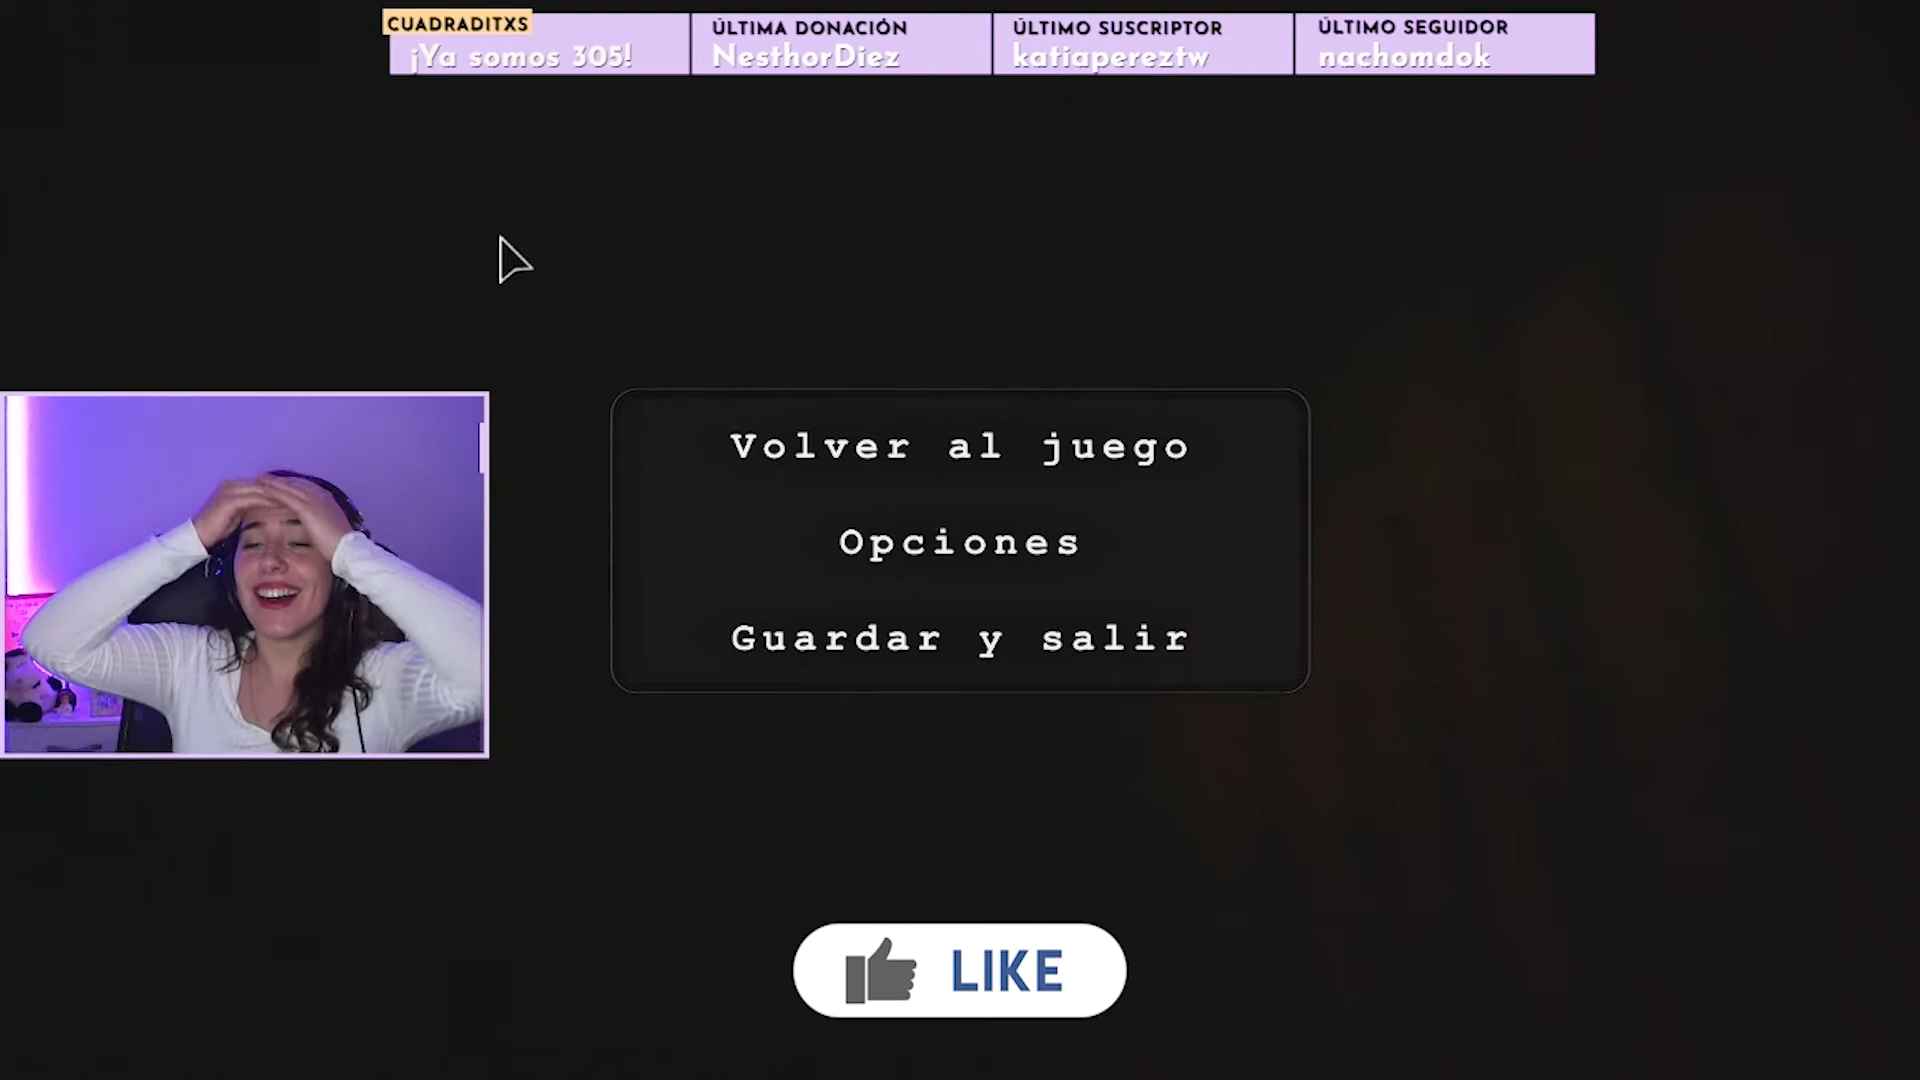 CUADRADITXS
¡Ya somos 305!
ÚLTIMA DONACIÓN
NesthorDiez
ÚLTIMO SUSCRIPTOR
katiapereztw
ÚLTIMO SEGUIDOR
nachomdok
Volver al juego
Opciones
Guardar y salir
LIKE